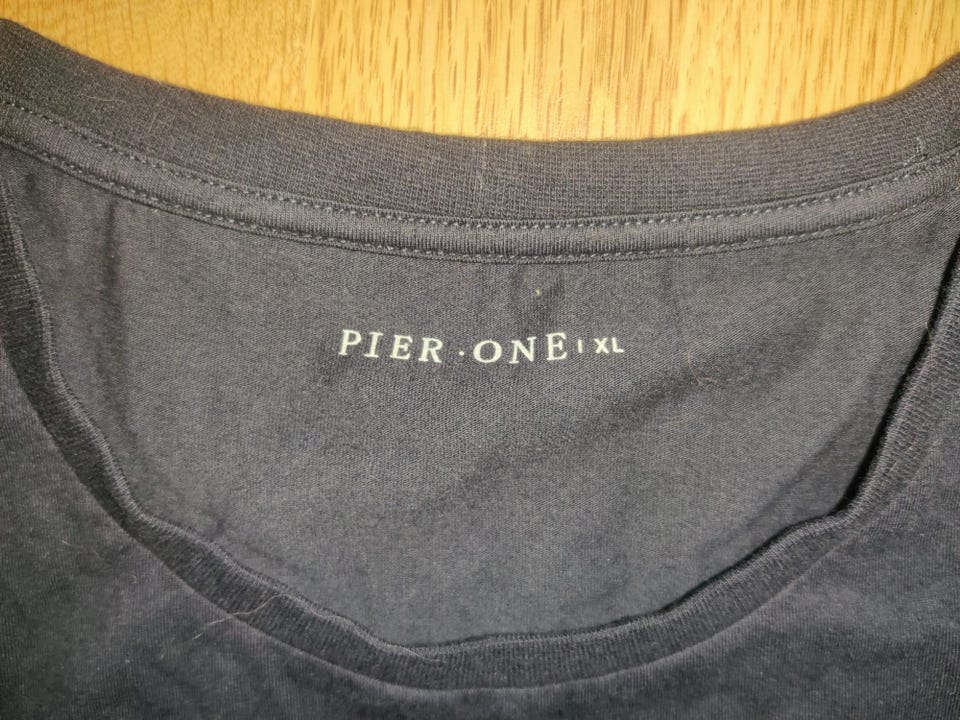 PIER · ONE | XL